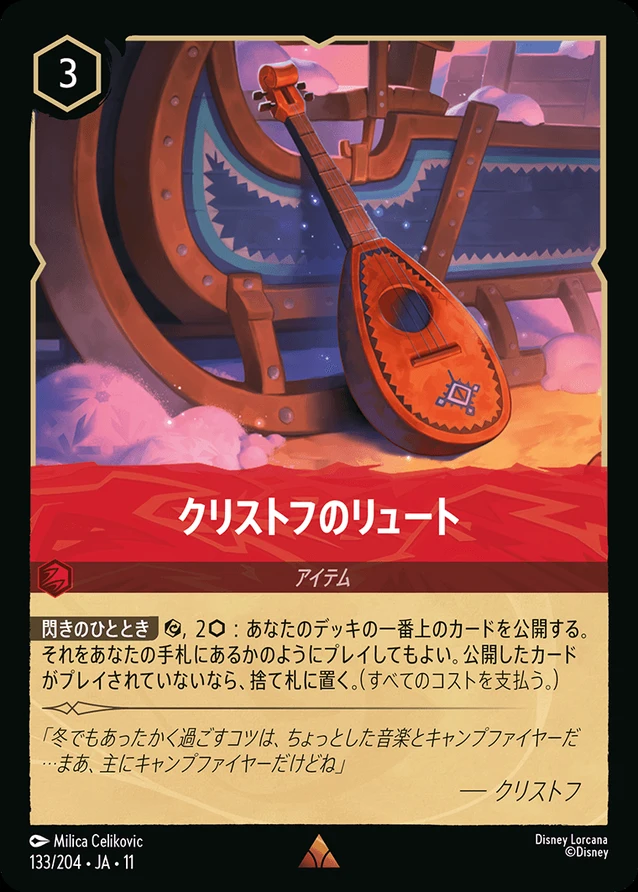 3
クリストフのリュート
アイテム
閃きのひととき , 2 : あなたのデッキの一番上のカードを公開する。
それをあなたの手札にあるかのようにプレイしてもよい。公開したカード
がプレイされていないなら、捨て札に置く。(すべてのコストを支払う。)
「冬でもあったかく過ごすコツは、ちょっとした音楽とキャンプファイヤーだ
…まあ、主にキャンプファイヤーだけどね」
— クリストフ
Milica Celikovic
Disney Lorcana
133/204 • JA • 11
©Disney